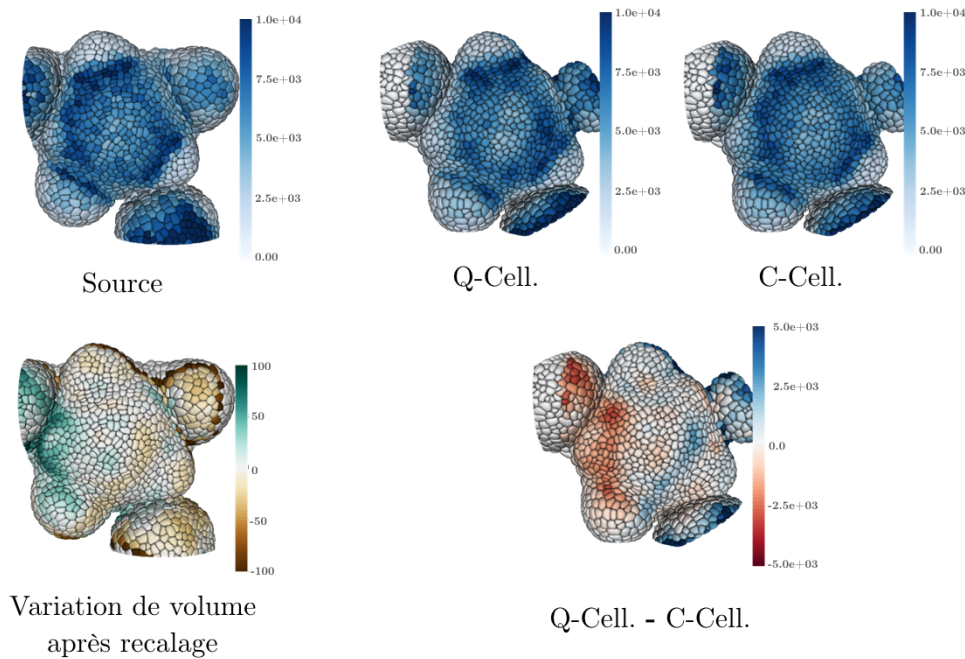 1.0e+04
7.5e+03
5.0e+03
2.5e+03
0.00
Source
1.0e+04
7.5e+03
5.0e+03
2.5e+03
0.00
Q-Cell.
1.0e+04
7.5e+03
5.0e+03
2.5e+03
0.00
C-Cell.
100
50
0
-50
-100
Variation de volume
après recalage
5.0e+03
2.5e+03
0.0
-2.5e+03
-5.0e+03
Q-Cell. - C-Cell.